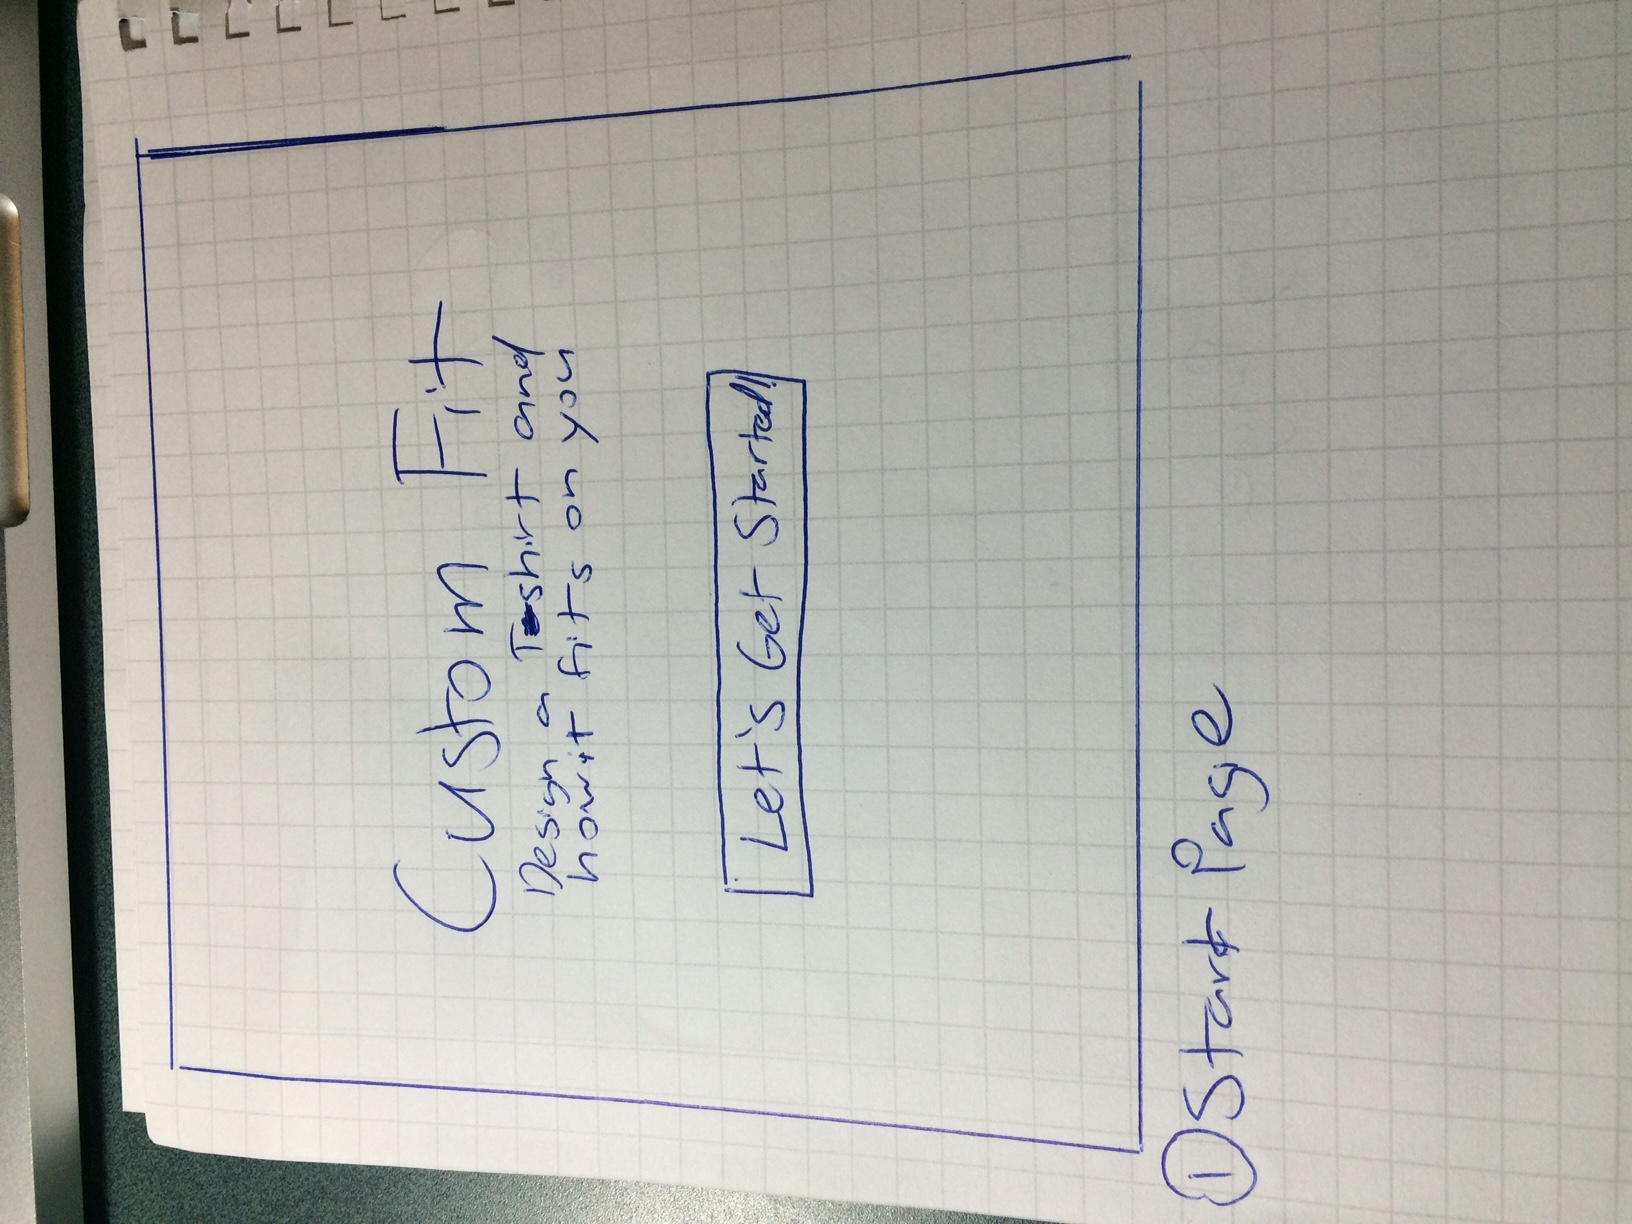 Custom Fit
Design a T-shirt and
how it fits on you
Let's Get Started!
1 Start Page